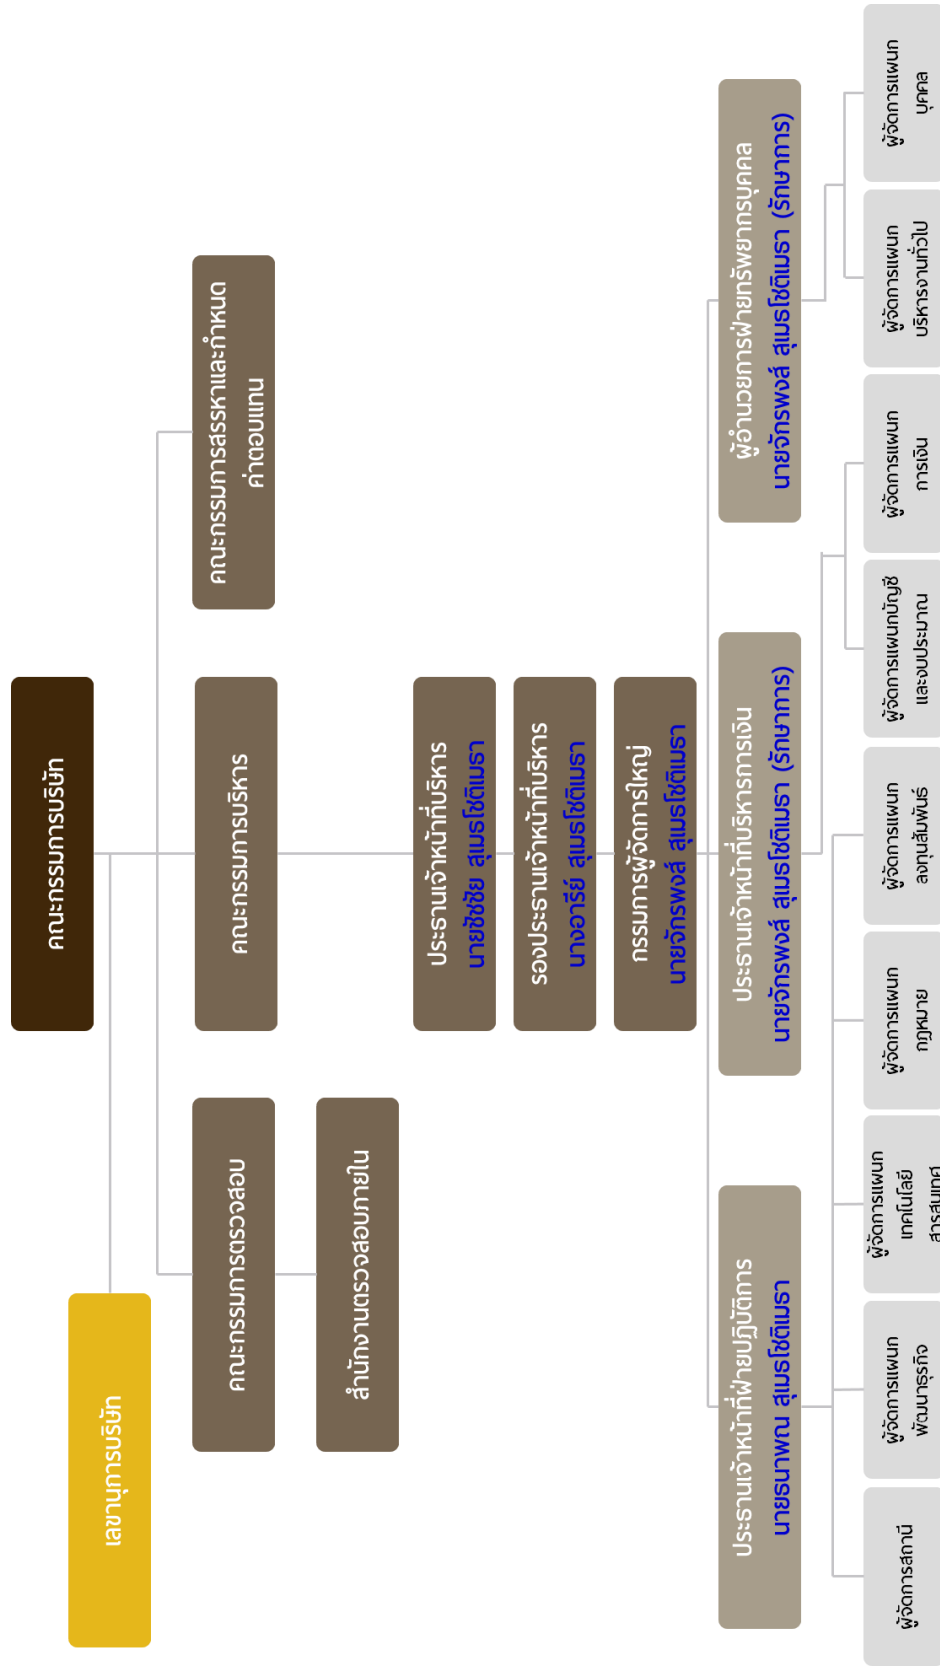 คณะกรรมการบริษัท
เลขานุการบริษัท
คณะกรรมการตรวจสอบ
คณะกรรมการบริหาร
คณะกรรมการสรรหาและกำหนด
ค่าตอบแทน
สำนักงานตรวจสอบภายใน
ประธานเจ้าหน้าที่บริหาร
นายชัชชัย สุเมธโชติเมธา
รองประธานเจ้าหน้าที่บริหาร
นางอารีย์ สุเมธโชติเมธา
กรรมการผู้จัดการใหญ่
นายจักรพงส์ สุเมธโชติเมธา
ประธานเจ้าหน้าที่ฝ่ายปฏิบัติการ
นายธนาพณ สุเมธโชติเมธา
ประธานเจ้าหน้าที่บริหารการเงิน
นายจักรพงส์ สุเมธโชติเมธา (รักษาการ)
ผู้อำนวยการฝ่ายทรัพยากรบุคคล
นายจักรพงส์ สุเมธโชติเมธา (รักษาการ)
ผู้จัดการสถานี
ผู้จัดการแผนก
พัฒนาธุรกิจ
ผู้จัดการแผนก
เทคโนโลยี
สารสนเทศ
ผู้จัดการแผนก
กฎหมาย
ผู้จัดการแผนก
ลงทุนสัมพันธ์
ผู้จัดการแผนกบัญชี
และงบประมาณ
ผู้จัดการแผนก
การเงิน
ผู้จัดการแผนก
บริหารงานทั่วไป
ผู้จัดการแผนก
บุคคล